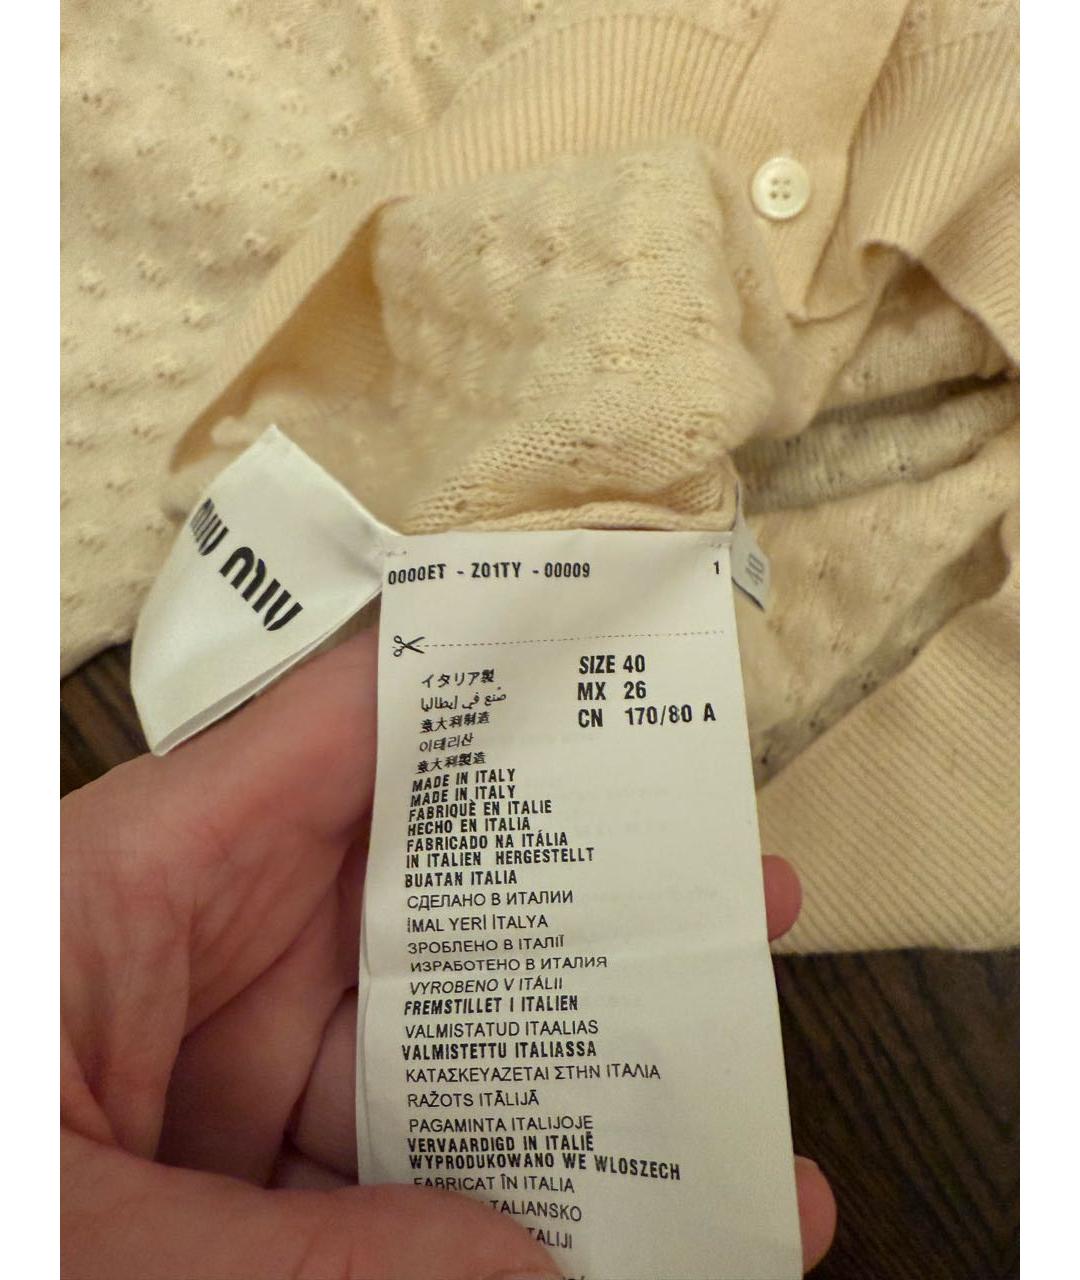 MIU MIU
40
0000ET - Z01TY - 00009 1
SIZE 40
MX 26
CN 170/80 A
イタリア製
صنع في إيطاليا
意大利制造
이태리산
意大利製造
MADE IN ITALY
MADE IN ITALY
FABRIQUÈ EN ITALIE
HECHO EN ITALIA
FABRICADO NA ITÁLIA
IN ITALIEN HERGESTELLT
BUATAN ITALIA
СДЕЛАНО В ИТАЛИИ
İMAL YERİ İTALYA
ЗРОБЛЕНО В ІТАЛІЇ
ИЗРАБОТЕНО В ИТАЛИЯ
VYROBENO V ITÁLII
FREMSTILLET I ITALIEN
VALMISTATUD ITAALIAS
VALMISTETTU ITALIASSA
ΚΑΤΑΣΚΕΥΑΖΕΤΑΙ ΣΤΗΝ ΙΤΑΛΙΑ
RAŽOTS ITĀLIJĀ
PAGAMINTA ITALIJOJE
VERVAARDIGD IN ITALIË
WYPRODUKOWANO WE WLOSZECH
FABRICAT ÎN ITALIA
TALIANSKO
TALIJI